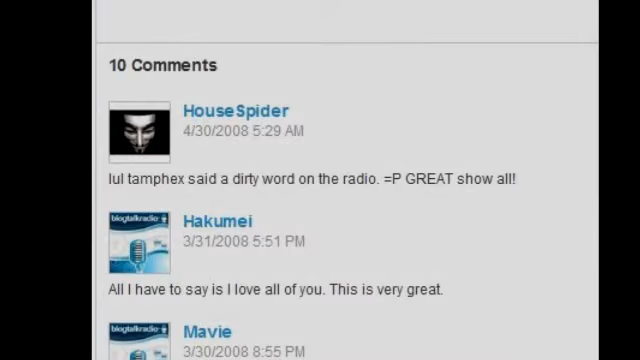 10 Comments
HouseSpider
4/30/2008 5:29 AM
lul tamphex said a dirty word on the radio. =P GREAT show all!
blogtalkradio
Hakumei
3/31/2008 5:51 PM
All I have to say is I love all of you. This is very great.
blogtalkradio
Mavie
3/30/2008 8:55 PM